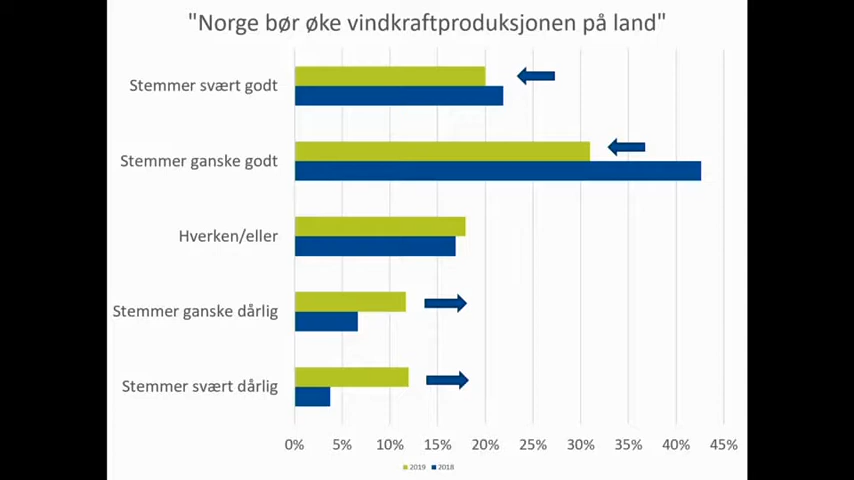 "Norge bør øke vindkraftproduksjonen på land"
Stemmer svært godt
Stemmer ganske godt
Hverken/eller
Stemmer ganske dårlig
Stemmer svært dårlig
0% 5% 10% 15% 20% 25% 30% 35% 40% 45%
2019 2018